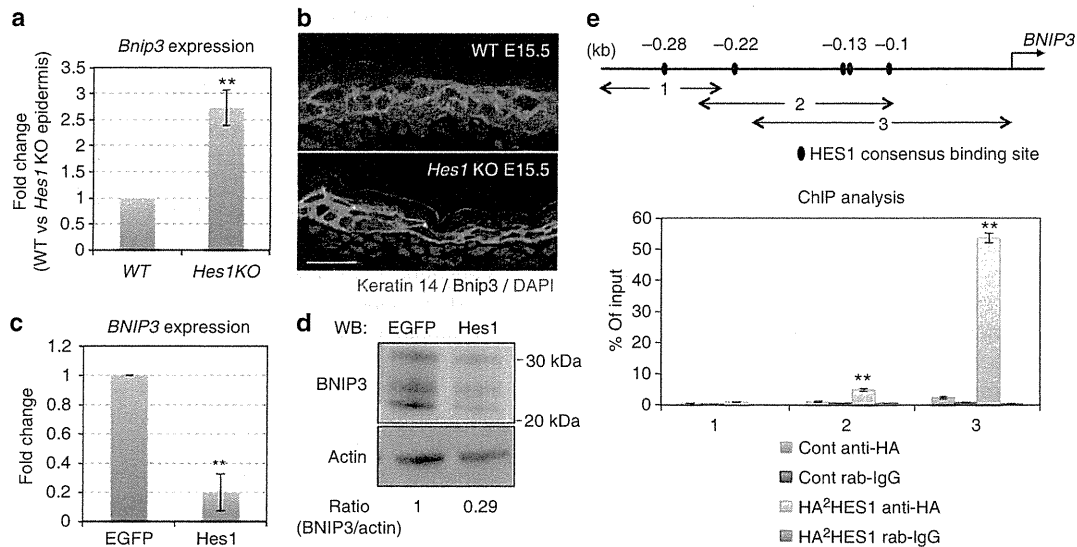 a
Bnip3 expression
Fold change
(WT vs Hes1 KO epidermis)
3.5
3
2.5
2
1.5
1
0.5
0
**
WT
Hes1KO
b
WT E15.5
Hes1 KO E15.5
Keratin 14 / Bnip3 / DAPI
c
BNIP3 expression
Fold change
1.2
1
0.8
0.6
0.4
0.2
0
**
EGFP
Hes1
d
WB:
EGFP
Hes1
BNIP3
-30 kDa
-20 kDa
Actin
Ratio
1
0.29
(BNIP3/actin)
e
(kb)
–0.28
–0.22
–0.13
–0.1
BNIP3
1
2
3
HES1 consensus binding site
ChIP analysis
% Of input
60
50
40
30
20
10
0
**
**
1
2
3
Cont anti-HA
Cont rab-IgG
HA²HES1 anti-HA
HA²HES1 rab-IgG